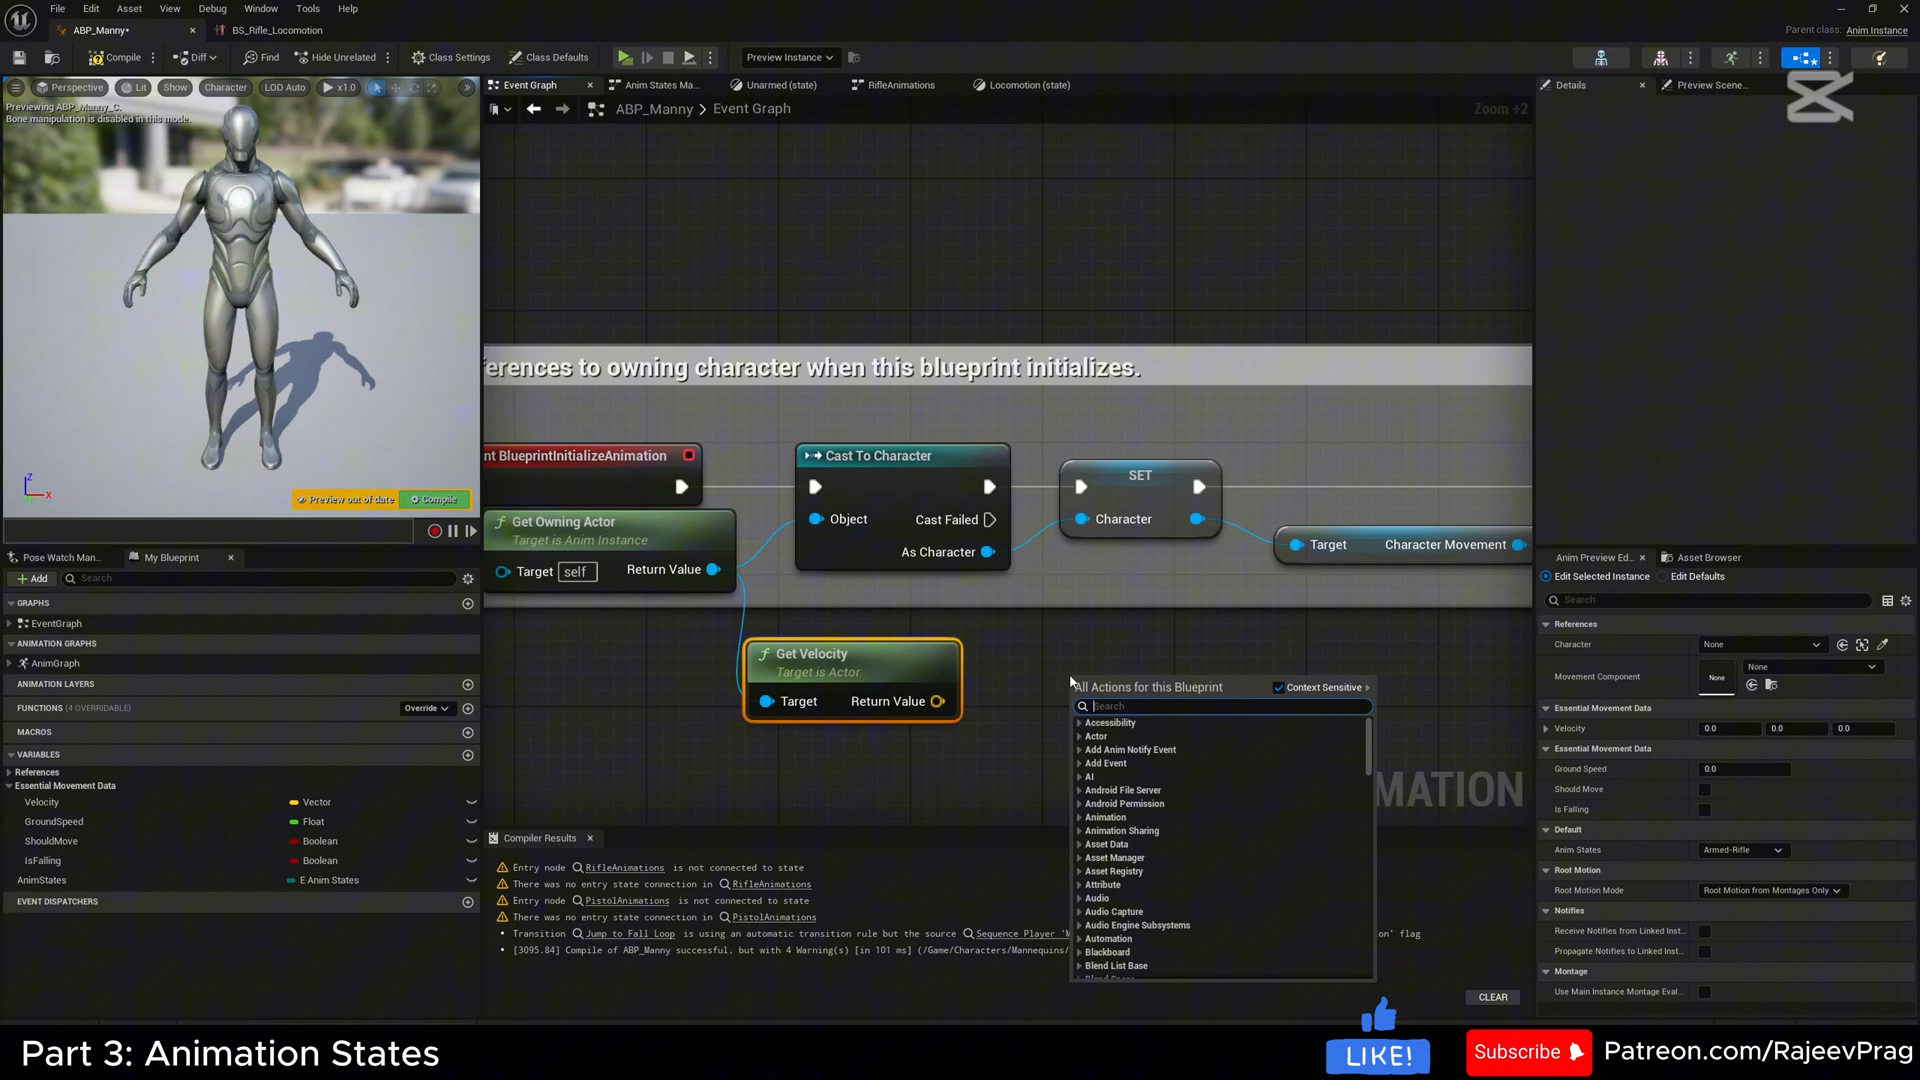 File Edit Asset View Debug Window Tools Help
ABP_Manny•
BS_Rifle_Locomotion
Parent class: Anim Instance
Compile Diff Find Hide Unrelated Class Settings Class Defaults Preview Instance
Perspective Lit Show Character LOD Auto x1.0
Previewing ABP_Manny_C.
Bone manipulation is disabled in this mode.
Z
X
Preview out of date Compile
Event Graph
Anim States Ma...
Unarmed (state)
RifleAnimations
Locomotion (state)
ABP_Manny > Event Graph
Zoom +2
ferences to owning character when this blueprint initializes.
nt BlueprintInitializeAnimation
Get Owning Actor
Target is Anim Instance
Target self Return Value
Cast To Character
Object Cast Failed
As Character
SET
Character
Target Character Movement
Get Velocity
Target is Actor
Target Return Value
All Actions for this Blueprint Context Sensitive
Search
Accessibility
Actor
Add Anim Notify Event
Add Event
AI
Android File Server
Android Permission
Animation
Animation Sharing
Asset Data
Asset Manager
Asset Registry
Attribute
Audio
Audio Capture
Audio Engine Subsystems
Automation
Blackboard
Blend List Base
MATION
Pose Watch Man...
My Blueprint
Add Search
GRAPHS
EventGraph
ANIMATION GRAPHS
AnimGraph
ANIMATION LAYERS
FUNCTIONS (4 OVERRIDABLE) Override
MACROS
VARIABLES
References
Essential Movement Data
Velocity Vector
GroundSpeed Float
ShouldMove Boolean
IsFalling Boolean
AnimStates E Anim States
EVENT DISPATCHERS
Compiler Results
Entry node RifleAnimations is not connected to state
There was no entry state connection in RifleAnimations
Entry node PistolAnimations is not connected to state
There was no entry state connection in PistolAnimations
• Transition Jump to Fall Loop is using an automatic transition rule but the source Sequence Player 'M on' flag
• [3095.84] Compile of ABP_Manny successful, but with 4 Warning(s) [in 101 ms] (/Game/Characters/Mannequins/
CLEAR
Details
Preview Scene...
Anim Preview Ed...
Asset Browser
Edit Selected Instance Edit Defaults
Search
References
Character None
Movement Component None None
Essential Movement Data
Velocity 0.0 0.0 0.0
Essential Movement Data
Ground Speed 0.0
Should Move
Is Falling
Default
Anim States Armed-Rifle
Root Motion
Root Motion Mode Root Motion from Montages Only
Notifies
Receive Notifies from Linked Inst...
Propagate Notifies to Linked Inst...
Montage
Use Main Instance Montage Eval...
Part 3: Animation States
LIKE!
Subscribe
Patreon.com/RajeevPrag